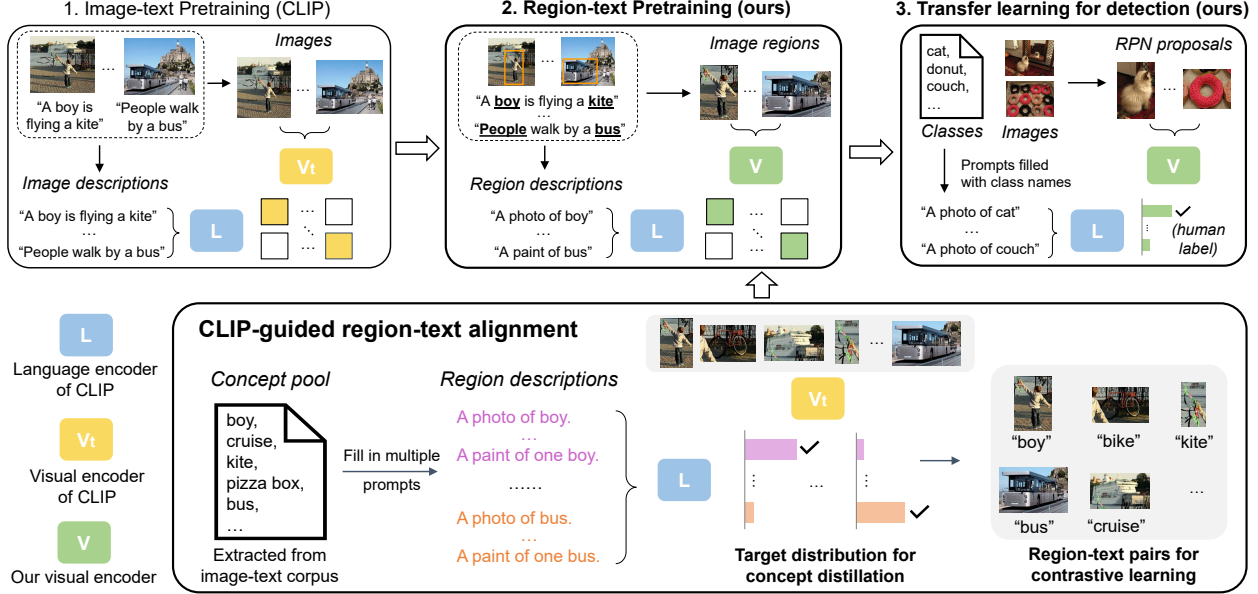 1. Image-text Pretraining (CLIP)
Images
...
“A boy is
flying a kite”
“People walk
by a bus”
...
Vt
Image descriptions
“A boy is flying a kite”
...
“People walk by a bus”
L
...
...
2. Region-text Pretraining (ours)
Image regions
...
“A boy is flying a kite”
...
“People walk by a bus”
...
V
Region descriptions
“A photo of boy”
...
“A paint of bus”
L
...
...
3. Transfer learning for detection (ours)
cat,
donut,
couch,
...
Classes
Images
RPN proposals
...
V
Prompts filled
with class names
“A photo of cat”
...
“A photo of couch”
L
(human
label)
L
Language encoder
of CLIP
Vt
Visual encoder
of CLIP
V
Our visual encoder
CLIP-guided region-text alignment
Concept pool
boy,
cruise,
kite,
pizza box,
bus,
...
Extracted from
image-text corpus
Fill in multiple
prompts
Region descriptions
A photo of boy.
...
A paint of one boy.
......
A photo of bus.
...
A paint of one bus.
L
...
Vt
...
Target distribution for
concept distillation
“boy”
“bike”
“kite”
“bus”
“cruise”
...
Region-text pairs for
contrastive learning